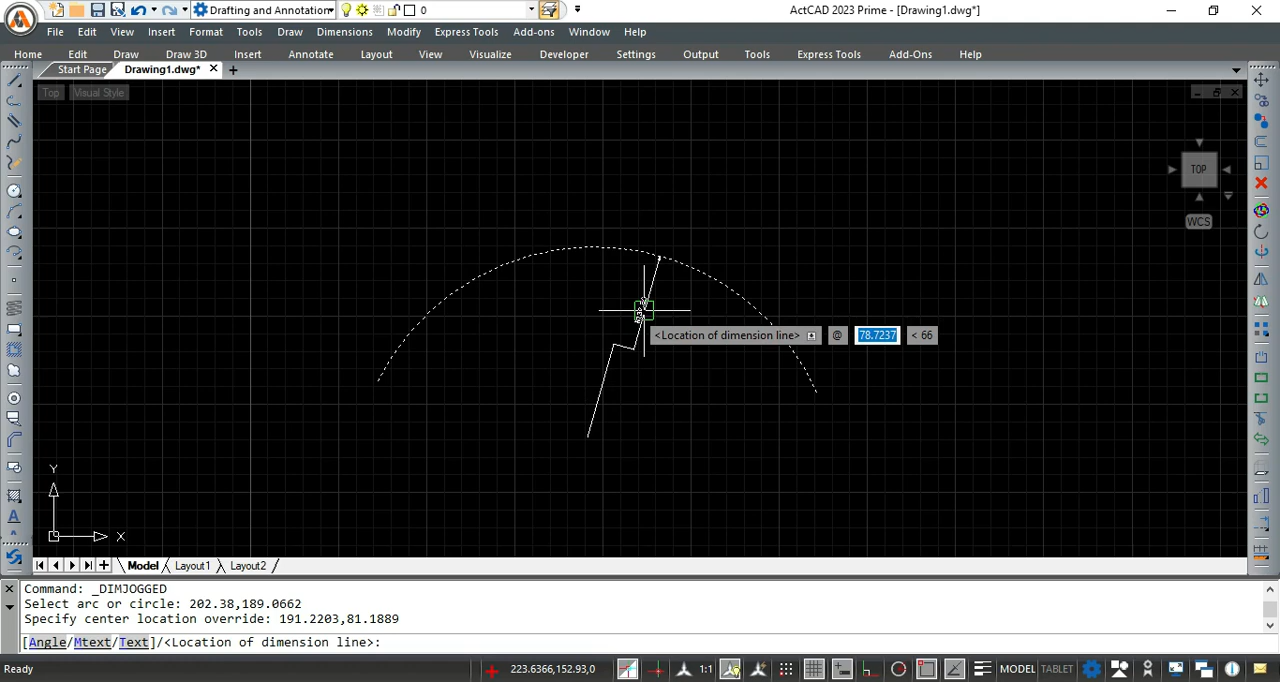 Drafting and Annotation
0
ActCAD 2023 Prime - [Drawing1.dwg*]
File Edit View Insert Format Tools Draw Dimensions Modify Express Tools Add-ons Window Help
Home Edit Draw Draw 3D Insert Annotate Layout View Visualize Developer Settings Output Tools Express Tools Add-Ons Help
Start Page Drawing1.dwg*
Top Visual Style
TOP
WCS
<Location of dimension line> @ 78.7237 < 66
Y
X
Model Layout1 Layout2
Command: _DIMJOGGED
Select arc or circle: 202.38,189.0662
Specify center location override: 191.2203,81.1889
[Angle/Mtext/Text]/<Location of dimension line>:
Ready 223.6366,152.93,0 1:1 MODEL TABLET